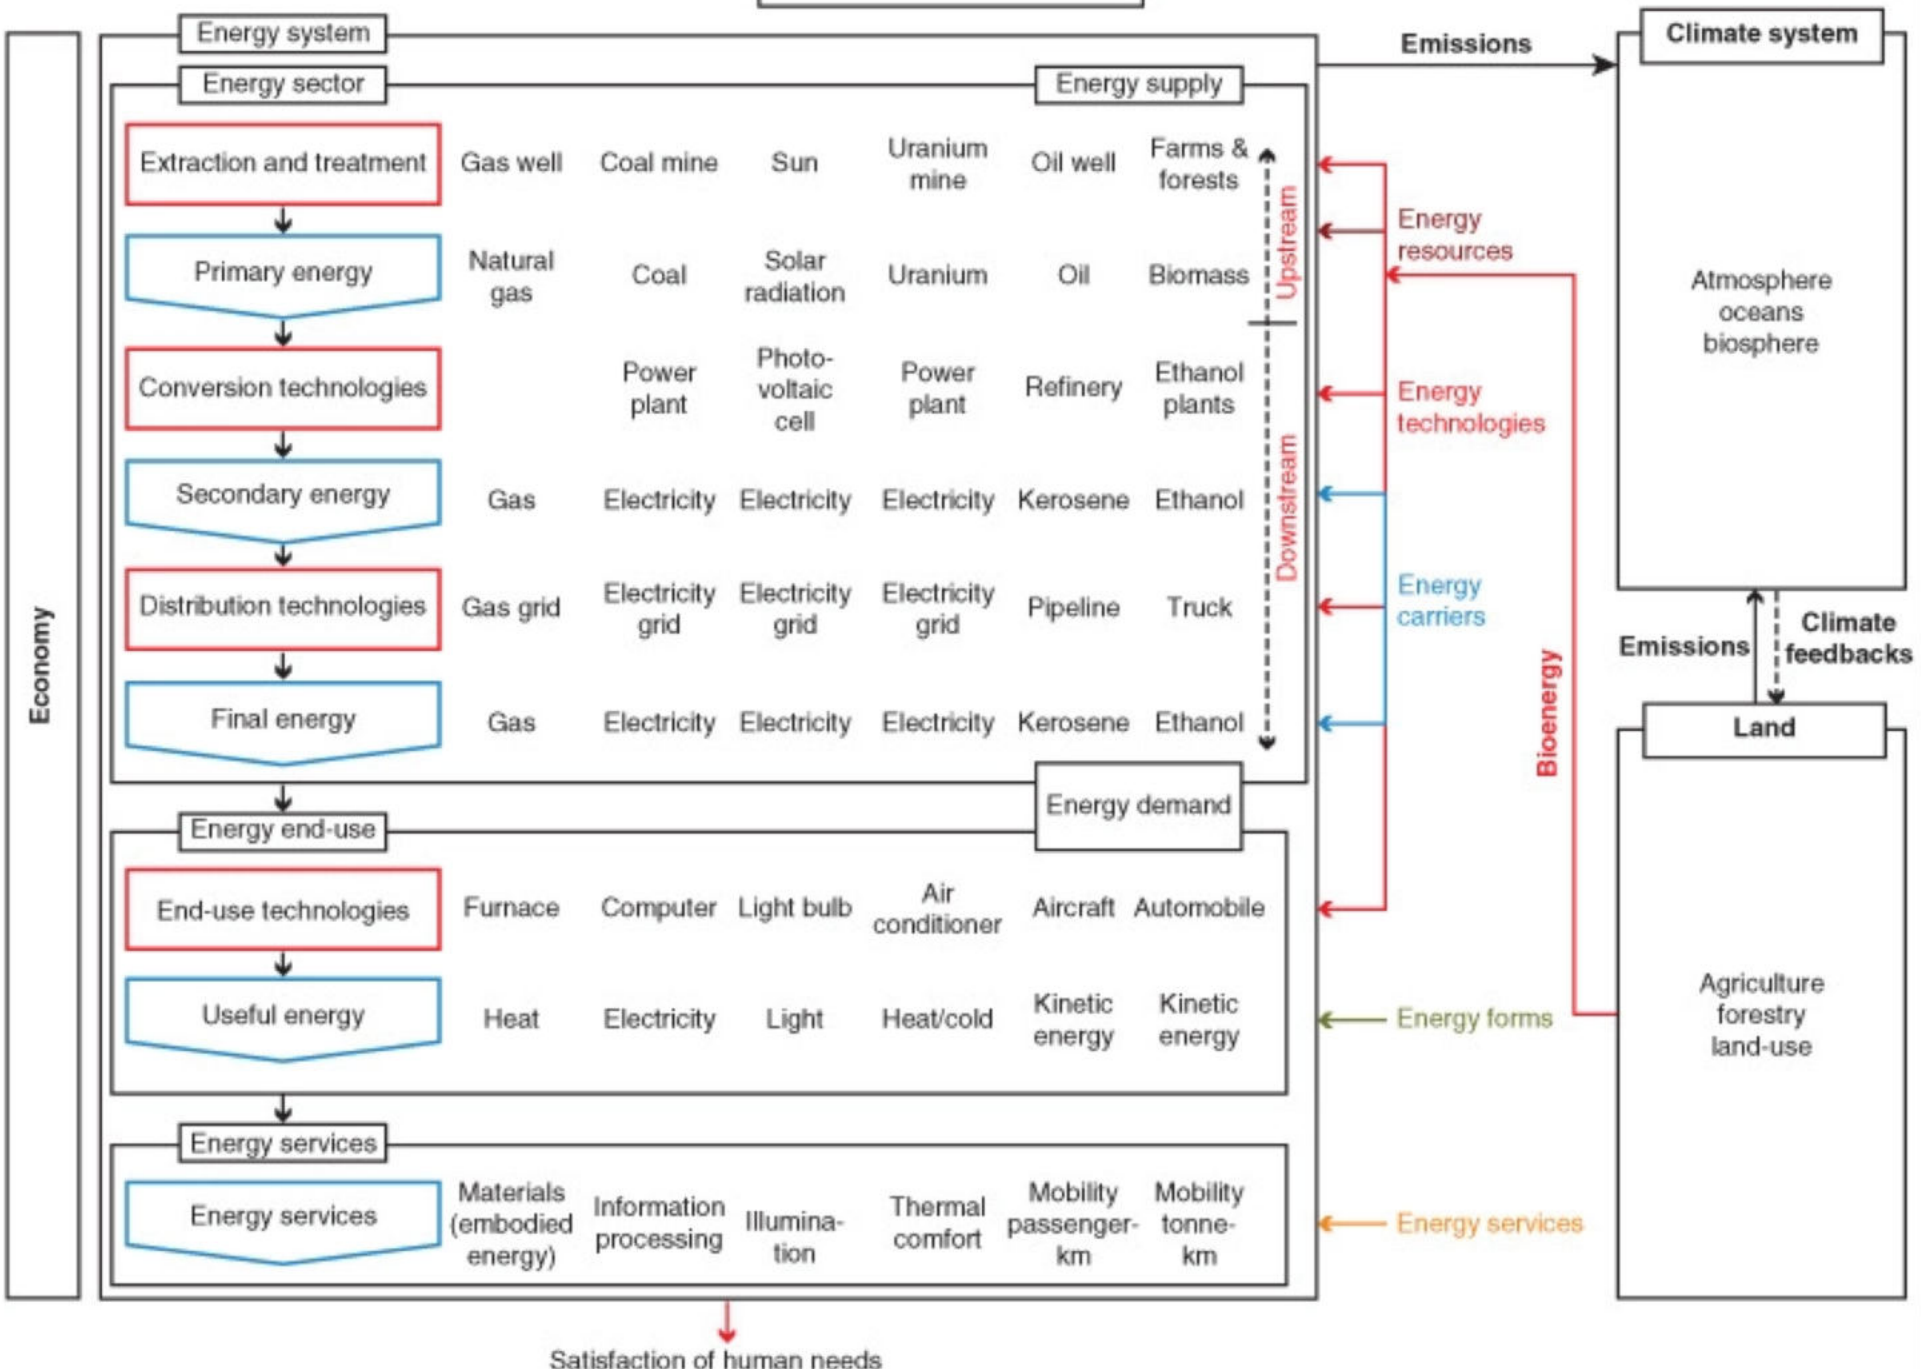 Energy system
Emissions
Climate system
Energy sector
Energy supply
Extraction and treatment
Gas well
Coal mine
Sun
Uranium
mine
Oil well
Farms &
forests
Upstream
Energy
resources
Primary energy
Natural
gas
Coal
Solar
radiation
Uranium
Oil
Biomass
Atmosphere
oceans
biosphere
Conversion technologies
Power
plant
Photo-
voltaic
cell
Power
plant
Refinery
Ethanol
plants
Energy
technologies
Downstream
Secondary energy
Gas
Electricity
Electricity
Electricity
Kerosene
Ethanol
Distribution technologies
Gas grid
Electricity
grid
Electricity
grid
Electricity
grid
Pipeline
Truck
Energy
carriers
Economy
Bioenergy
Emissions
Climate
feedbacks
Final energy
Gas
Electricity
Electricity
Electricity
Kerosene
Ethanol
Land
Energy demand
Energy end-use
End-use technologies
Furnace
Computer
Light bulb
Air
conditioner
Aircraft
Automobile
Useful energy
Heat
Electricity
Light
Heat/cold
Kinetic
energy
Kinetic
energy
Energy forms
Agriculture
forestry
land-use
Energy services
Energy services
Materials
(embodied
energy)
Information
processing
Illumina-
tion
Thermal
comfort
Mobility
passenger-
km
Mobility
tonne-
km
Energy services
Satisfaction of human needs